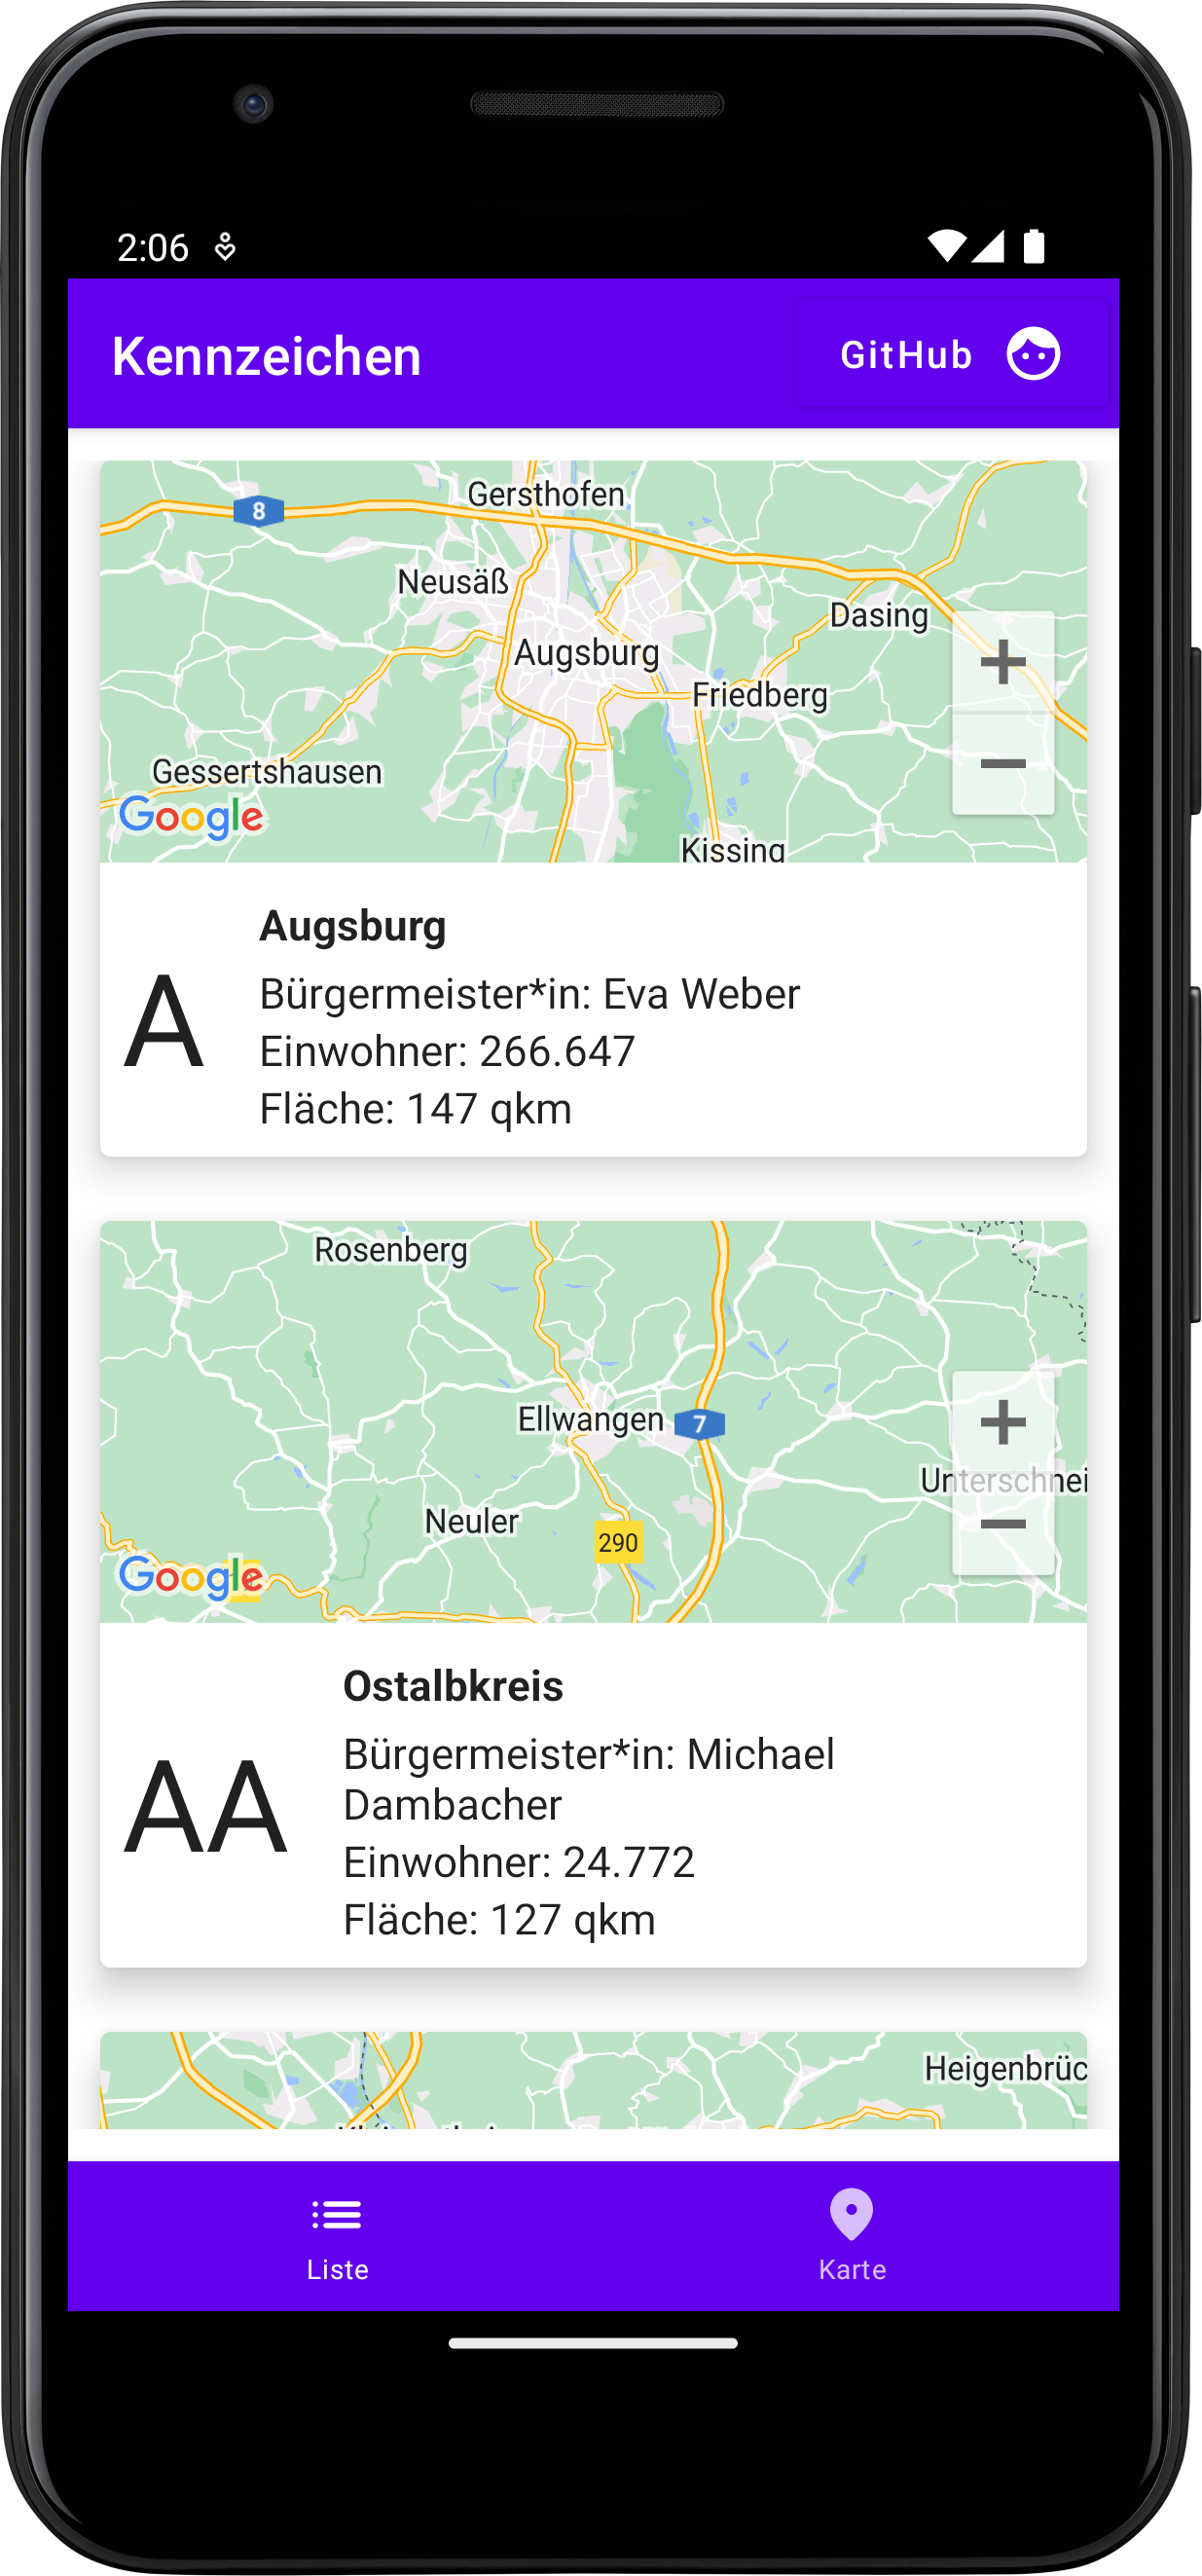 2:06
Kennzeichen
GitHub
Gersthofen
8
Neusäß
Dasing
Augsburg
Friedberg
Gessertshausen
Google
Kissing
Augsburg
A
Bürgermeister*in: Eva Weber
Einwohner: 266.647
Fläche: 147 qkm
Rosenberg
Ellwangen
7
Unterschnei
Neuler
290
Google
Ostalbkreis
AA
Bürgermeister*in: Michael
Dambacher
Einwohner: 24.772
Fläche: 127 qkm
Heigenbrüc
Liste
Karte